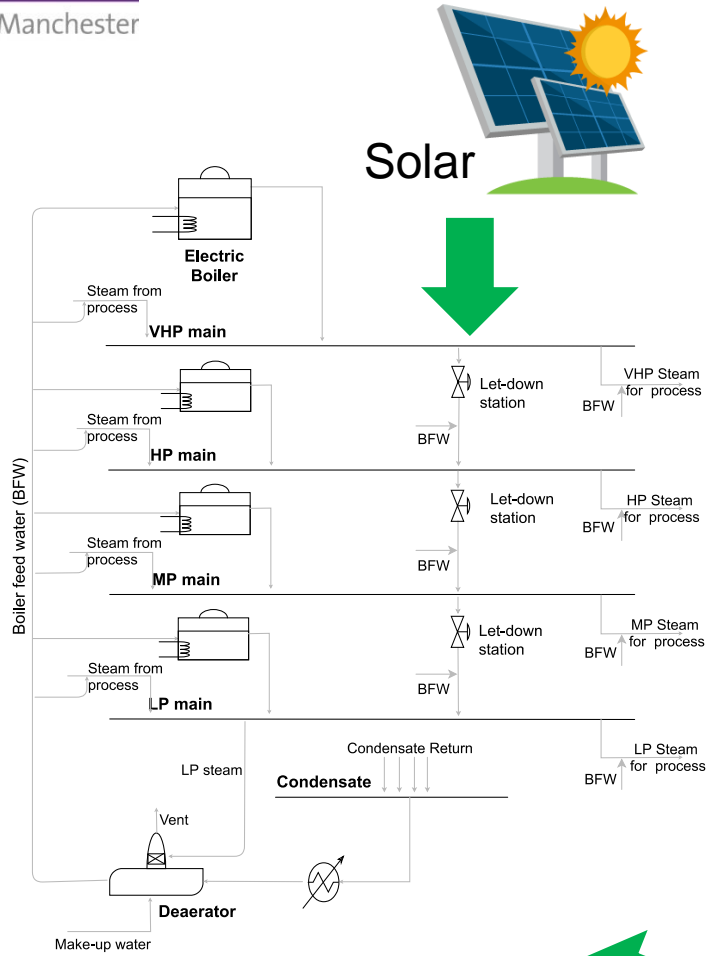 Manchester
Solar
Electric
Boiler
Steam from
process
VHP main
Let-down
station
VHP Steam
for process
BFW
BFW
Steam from
process
HP main
Let-down
station
HP Steam
for process
BFW
BFW
Steam from
process
MP main
Let-down
station
MP Steam
for process
BFW
BFW
Steam from
process
LP main
LP Steam
for process
BFW
Boiler feed water (BFW)
LP steam
Condensate Return
Condensate
Vent
Deaerator
Make-up water